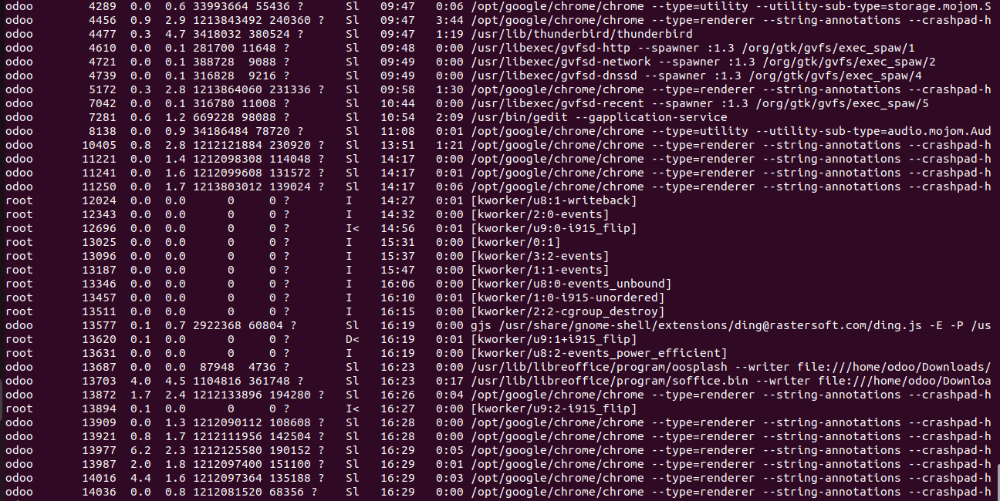 odoo 4289 0.0 0.6 33993664 55436 ? Sl 09:47 0:06 /opt/google/chrome/chrome --type=utility --utility-sub-type=storage.mojom.S
odoo 4456 0.9 2.9 1213843492 240360 ? Sl 09:47 3:44 /opt/google/chrome/chrome --type=renderer --string-annotations --crashpad-h
odoo 4477 0.3 4.7 3418032 380524 ? Sl 09:47 1:19 /usr/lib/thunderbird/thunderbird
odoo 4610 0.0 0.1 281700 11648 ? Sl 09:48 0:00 /usr/libexec/gvfsd-http --spawner :1.3 /org/gtk/gvfs/exec_spaw/1
odoo 4721 0.0 0.1 388728 9088 ? Sl 09:49 0:00 /usr/libexec/gvfsd-network --spawner :1.3 /org/gtk/gvfs/exec_spaw/2
odoo 4739 0.0 0.1 316828 9216 ? Sl 09:49 0:00 /usr/libexec/gvfsd-dnssd --spawner :1.3 /org/gtk/gvfs/exec_spaw/4
odoo 5172 0.3 2.8 1213864060 231336 ? Sl 09:58 1:30 /opt/google/chrome/chrome --type=renderer --string-annotations --crashpad-h
odoo 7042 0.0 0.1 316780 11008 ? Sl 10:44 0:00 /usr/libexec/gvfsd-recent --spawner :1.3 /org/gtk/gvfs/exec_spaw/5
odoo 7281 0.6 1.2 669228 98088 ? Sl 10:54 2:09 /usr/bin/gedit --gapplication-service
odoo 8138 0.0 0.9 34186484 78720 ? Sl 11:08 0:01 /opt/google/chrome/chrome --type=utility --utility-sub-type=audio.mojom.Aud
odoo 10405 0.8 2.8 1212121884 230920 ? Sl 13:51 1:21 /opt/google/chrome/chrome --type=renderer --string-annotations --crashpad-h
odoo 11221 0.0 1.4 1212098308 114048 ? Sl 14:17 0:00 /opt/google/chrome/chrome --type=renderer --string-annotations --crashpad-h
odoo 11241 0.0 1.6 1212099608 131572 ? Sl 14:17 0:01 /opt/google/chrome/chrome --type=renderer --string-annotations --crashpad-h
odoo 11250 0.0 1.7 1213803012 139024 ? Sl 14:17 0:06 /opt/google/chrome/chrome --type=renderer --string-annotations --crashpad-h
root 12024 0.0 0.0 0 0 ? I 14:27 0:01 [kworker/u8:1-writeback]
root 12343 0.0 0.0 0 0 ? I 14:32 0:00 [kworker/2:0-events]
root 12696 0.0 0.0 0 0 ? I< 14:56 0:01 [kworker/u9:0-i915_flip]
root 13025 0.0 0.0 0 0 ? I 15:31 0:00 [kworker/0:1]
root 13096 0.0 0.0 0 0 ? I 15:37 0:00 [kworker/3:2-events]
root 13187 0.0 0.0 0 0 ? I 15:47 0:00 [kworker/1:1-events]
root 13346 0.0 0.0 0 0 ? I 16:06 0:00 [kworker/u8:0-events_unbound]
root 13457 0.0 0.0 0 0 ? I 16:10 0:01 [kworker/1:0-i915-unordered]
root 13511 0.0 0.0 0 0 ? I 16:15 0:00 [kworker/2:2-cgroup_destroy]
odoo 13577 0.1 0.7 2922368 60804 ? Sl 16:19 0:00 gjs /usr/share/gnome-shell/extensions/ding@rastersoft.com/ding.js -E -P /us
root 13620 0.1 0.0 0 0 ? D< 16:19 0:01 [kworker/u9:1+i915_flip]
root 13631 0.0 0.0 0 0 ? I 16:19 0:00 [kworker/u8:2-events_power_efficient]
odoo 13687 0.0 0.0 87948 4736 ? Sl 16:23 0:00 /usr/lib/libreoffice/program/oosplash --writer file:///home/odoo/Downloads/
odoo 13703 4.0 4.5 1104816 361748 ? Sl 16:23 0:17 /usr/lib/libreoffice/program/soffice.bin --writer file:///home/odoo/Downloa
odoo 13872 1.7 2.4 1212133896 194280 ? Sl 16:26 0:04 /opt/google/chrome/chrome --type=renderer --string-annotations --crashpad-h
root 13894 0.1 0.0 0 0 ? I< 16:27 0:00 [kworker/u9:2-i915_flip]
odoo 13909 0.0 1.3 1212090112 108608 ? Sl 16:28 0:00 /opt/google/chrome/chrome --type=renderer --string-annotations --crashpad-h
odoo 13921 0.8 1.7 1212111956 142504 ? Sl 16:28 0:00 /opt/google/chrome/chrome --type=renderer --string-annotations --crashpad-h
odoo 13977 6.2 2.3 1212125580 190152 ? Sl 16:29 0:05 /opt/google/chrome/chrome --type=renderer --string-annotations --crashpad-h
odoo 13987 2.0 1.8 1212097400 151100 ? Sl 16:29 0:01 /opt/google/chrome/chrome --type=renderer --string-annotations --crashpad-h
odoo 14016 4.4 1.6 1212097364 135188 ? Sl 16:29 0:03 /opt/google/chrome/chrome --type=renderer --string-annotations --crashpad-h
odoo 14036 0.0 0.8 1212081520 68356 ? Sl 16:29 0:00 /opt/google/chrome/chrome --type=renderer --string-annotations --crashpad-h